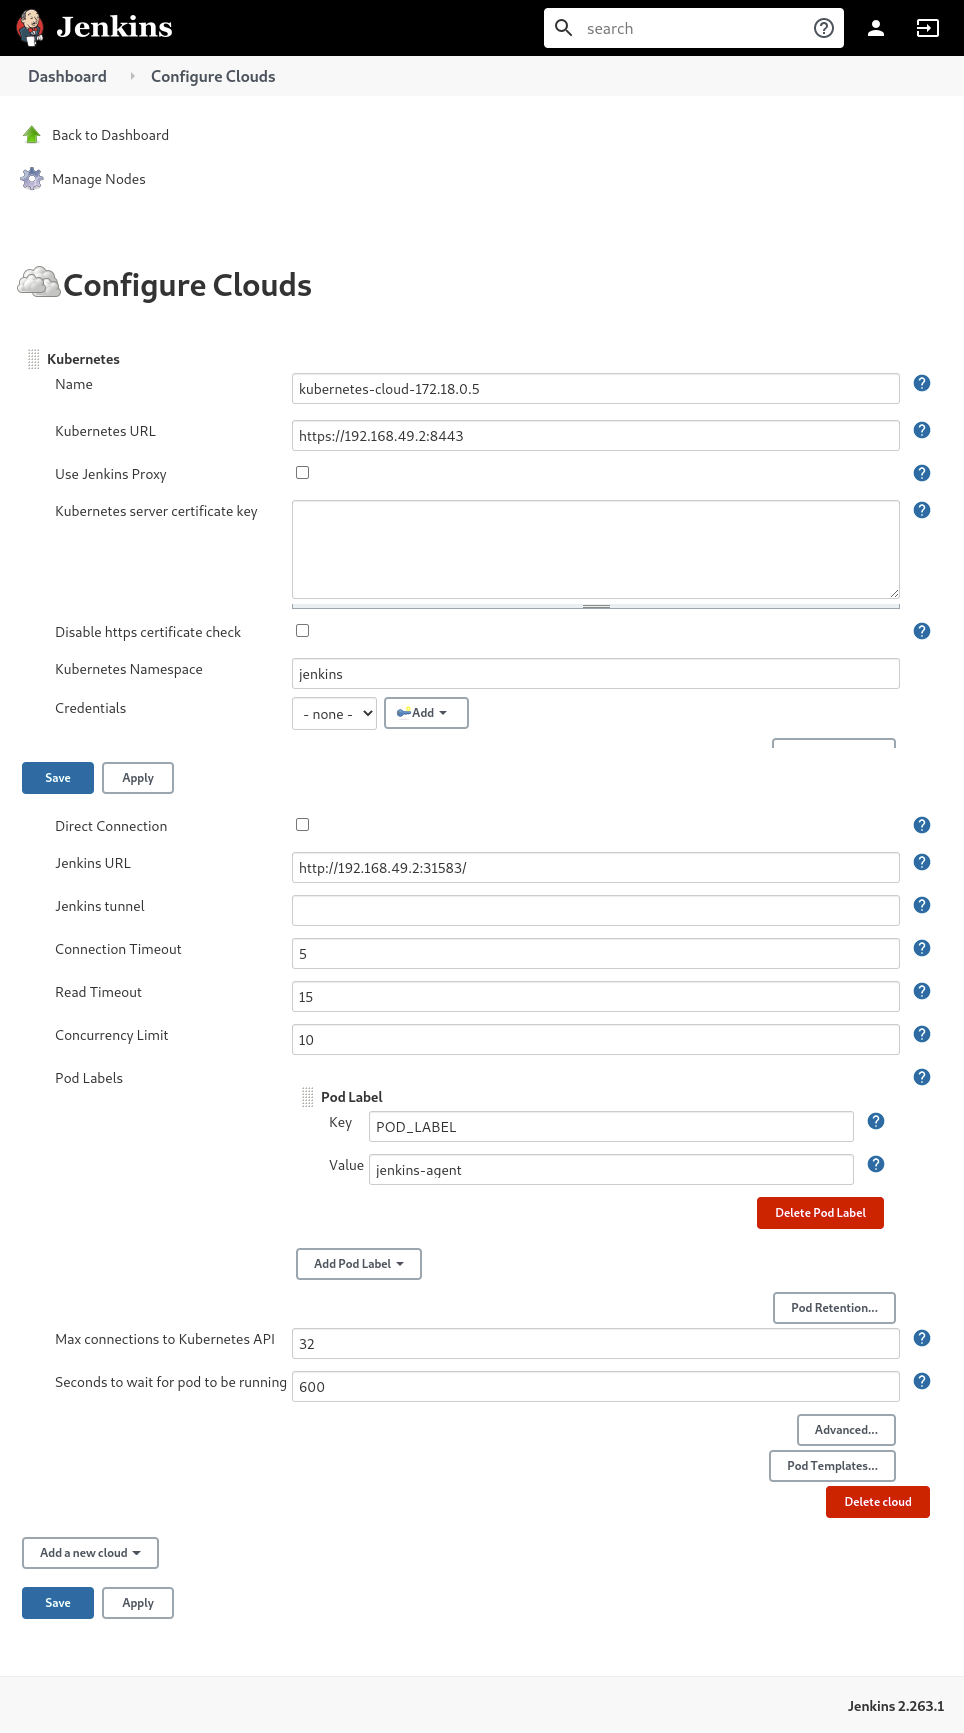 Jenkins
search
Dashboard
Configure Clouds
Back to Dashboard
Manage Nodes
Configure Clouds
Kubernetes
Name
kubernetes-cloud-172.18.0.5
Kubernetes URL
https://192.168.49.2:8443
Use Jenkins Proxy
Kubernetes server certificate key
Disable https certificate check
Kubernetes Namespace
jenkins
Credentials
- none -
Add
Save
Apply
Direct Connection
Jenkins URL
http://192.168.49.2:31583/
Jenkins tunnel
Connection Timeout
5
Read Timeout
15
Concurrency Limit
10
Pod Labels
Pod Label
Key
POD_LABEL
Value
jenkins-agent
Delete Pod Label
Add Pod Label
Pod Retention...
Max connections to Kubernetes API
32
Seconds to wait for pod to be running
600
Advanced...
Pod Templates...
Delete cloud
Add a new cloud
Save
Apply
Jenkins 2.263.1